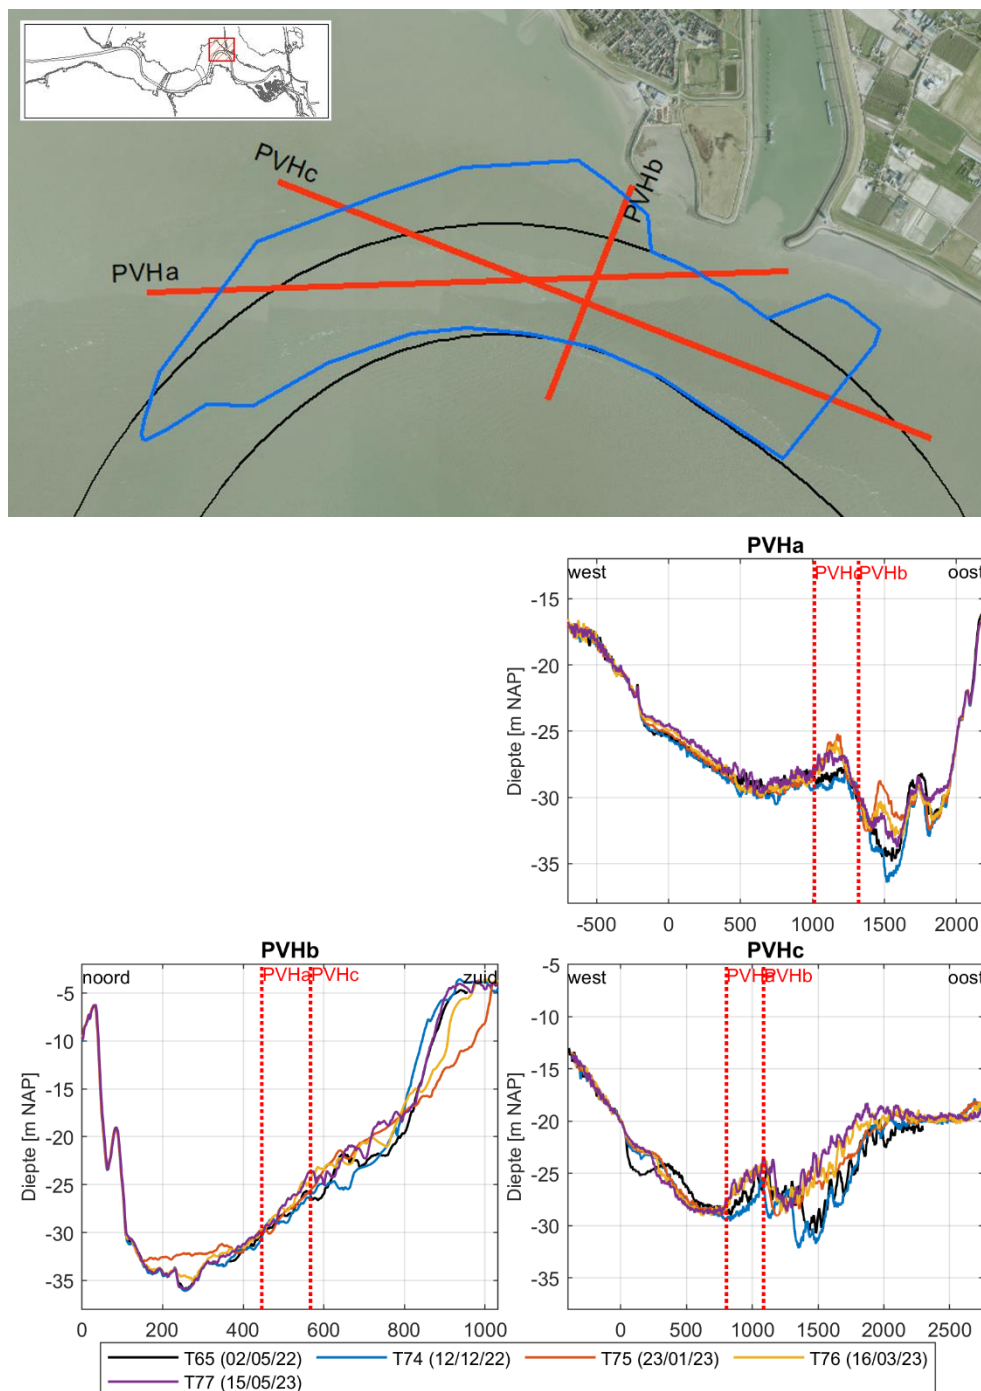 PVHc
PVHb
PVHa
PVHa
west
PVHc
PVHb
oost
-15
-20
-25
-30
-35
Diepte [m NAP]
-500
0
500
1000
1500
2000
PVHb
noord
PVHa
PVHc
zuid
-5
-10
-15
-20
-25
-30
-35
Diepte [m NAP]
0
200
400
600
800
1000
PVHc
west
PVHa
PVHb
oost
-5
-10
-15
-20
-25
-30
-35
Diepte [m NAP]
0
500
1000
1500
2000
2500
T65 (02/05/22)
T74 (12/12/22)
T75 (23/01/23)
T76 (16/03/23)
T77 (15/05/23)